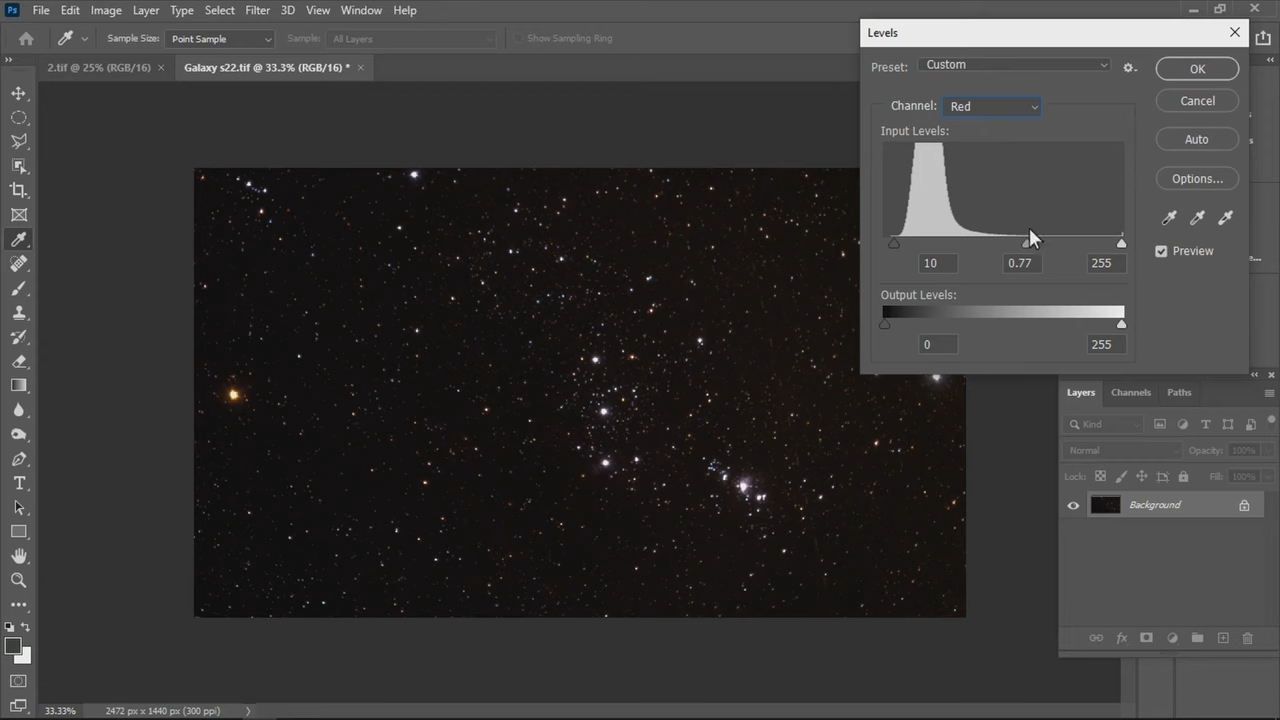 Ps File Edit Image Layer Type Select Filter 3D View Window Help
Sample Size: Point Sample Sample: All Layers Show Sampling Ring
2.tif @ 25% (RGB/16) × Galaxy s22.tif @ 33.3% (RGB/16) * ×
Levels
Preset: Custom
OK
Channel: Red
Cancel
Input Levels:
Auto
Options...
Preview
10 0.77 255
Output Levels:
0 255
Layers Channels Paths
Kind
Normal Opacity: 100%
Lock: Fill: 100%
Background
33.33% 2472 px x 1440 px (300 ppi)